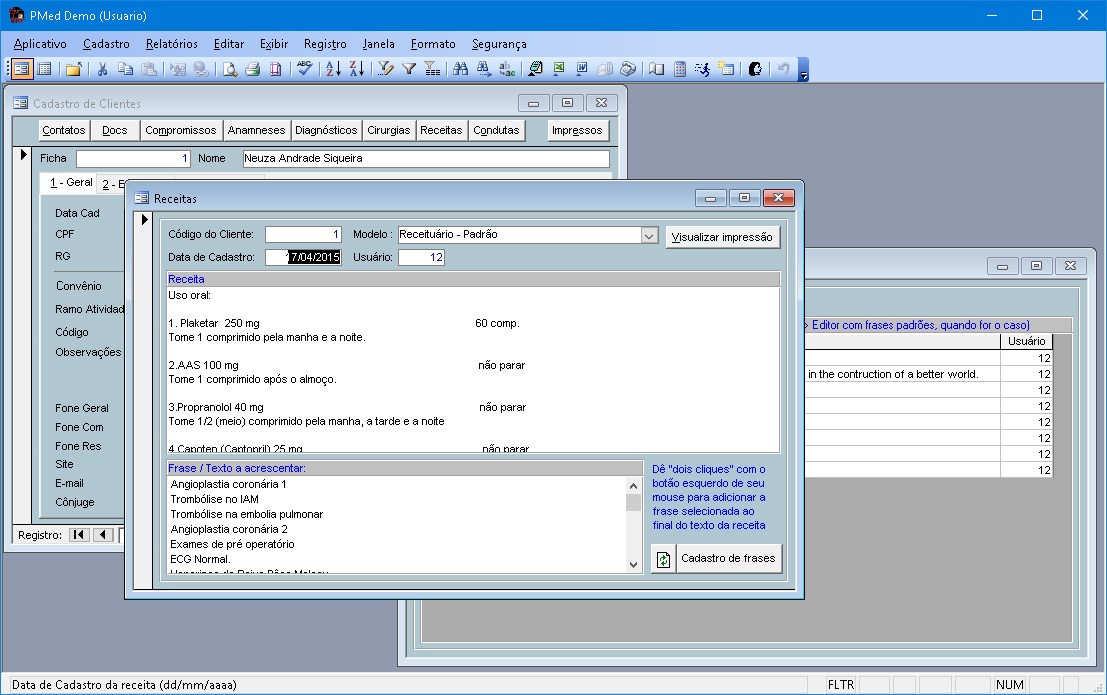 PMed Demo (Usuario)
Aplicativo Cadastro Relatórios Editar Exibir Registro Janela Formato Segurança
Cadastro de Clientes
Contatos Docs Compromissos Anamneses Diagnósticos Cirurgias Receitas Condutas Impressos
Ficha 1 Nome Neuza Andrade Siqueira
1 - Geral 2 - E
Data Cad
CPF
RG
Convênio
Ramo Atividad
Código
Observações
Fone Geral
Fone Com
Fone Res
Site
E-mail
Cônjuge
Registro:
Receitas
Código do Cliente: 1 Modelo : Receituário - Padrão Visualizar impressão
Data de Cadastro: 17/04/2015 Usuário: 12
Receita
Uso oral:
1. Plaketar 250 mg 60 comp.
Tome 1 comprimido pela manha e a noite.
2.AAS 100 mg não parar
Tome 1 comprimido após o almoço.
3.Propranolol 40 mg não parar
Tome 1/2 (meio) comprimido pela manha, a tarde e a noite
4.Capoten (Captopril) 25 mg não parar
Frase / Texto a acrescentar:
Angioplastia coronária 1
Trombólise no IAM
Trombólise na embolia pulmonar
Angioplastia coronária 2
Exames de pré operatório
ECG Normal.
Dê "dois cliques" com o
botão esquerdo de seu
mouse para adicionar a
frase selecionada ao
final do texto da receita
Cadastro de frases
> Editor com frases padrões, quando for o caso)
Usuário
12
in the contruction of a better world. 12
12
12
12
12
12
12
Data de Cadastro da receita (dd/mm/aaaa) FLTR NUM